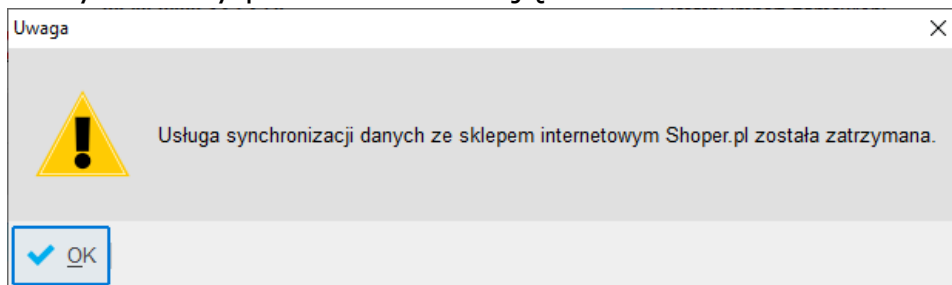 Uwaga
Usługa synchronizacji danych ze sklepem internetowym Shoper.pl została zatrzymana.
OK